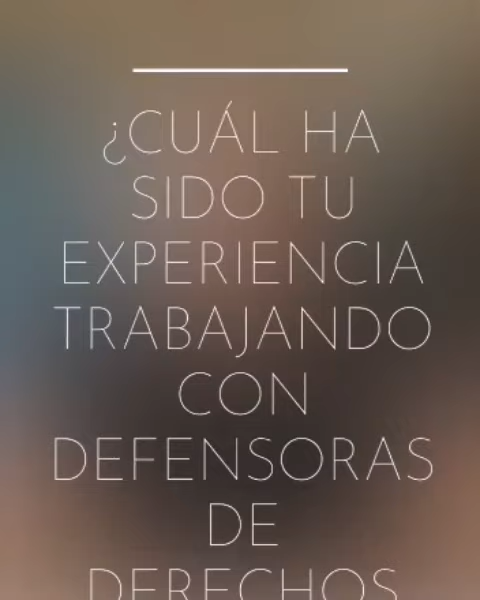 ¿CUÁL HA
SIDO TU
EXPERIENCIA
TRABAJANDO
CON
DEFENSORAS
DE
DERECHOS